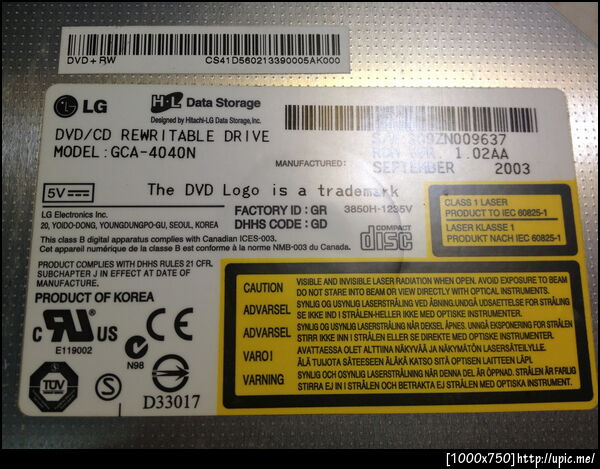 DVD+RW CS41D560213390005AK000
LG H·L Data Storage
Designed by Hitachi-LG Data Storage, Inc.
DVD/CD REWRITABLE DRIVE
MODEL:GCA-4040N
ZN009637
1.02AA
MANUFACTURED: SEPTEMBER 2003
5V
The DVD Logo is a trademark
LG Electronics Inc.
20, YOIDO-DONG, YOUNGDUNGPO-GU, SEOUL, KOREA
FACTORY ID : GR 3850H-1235V
DHHS CODE : GD
COMPACT disc
This class B digital apparatus complies with Canadian ICES-003.
Cet appareil numérique de la classe B est conforme à la norme NMB-003 du Canada.
CLASS 1 LASER
PRODUCT TO IEC 60825-1
LASER KLASSE 1
PRODUKT NACH IEC 60825-1
PRODUCT COMPLIES WITH DHHS RULES 21 CFR.
SUBCHAPTER J IN EFFECT AT DATE OF
MANUFACTURE.
PRODUCT OF KOREA
C RU US
E119002
CE
N98
TÜV
S
D33017
CAUTION VISIBLE AND INVISIBLE LASER RADIATION WHEN OPEN. AVOID EXPOSURE TO BEAM
DO NOT STARE INTO BEAM OR VIEW DIRECTLY WITH OPTICAL INSTRUMENTS.
ADVARSEL SYNLIG OG USYNLIG LASERSTRÅLING VED ÅBNING.UNDGÅ UDSAETTELSE FOR STRÅLING
SE IKKE IND I STRÅLEN-HELLER IKKE MED OPTISKE INSTRUMENTER.
ADVARSEL SYNLIG OG USYNLIG LASERSTRÅLING NÅR DEKSEL ÅPNES. UNNGÅ EKSPONERING FOR STRÅLEN
STIRR IKKE INN I STRÅLEN ELLER SE DIREKTE MED OPTISKE INSTRUMENTER.
VARO! AVATTAESSA OLET ALTTIINA NÄKYVÄÄ JA NÄKYMÄTÖN LASERSÄTEILYLLE.
ÄLÄ TUIJOTA SÄTEESEEN ÄLÄKÄ KATSO SITÄ OPTISEN LAITTEEN LÄPI.
VARNING SYNLIG OCH OSYNLIG LASERSTRÅLNING NÄR DENNA DEL ÄR ÖPPNAD. STRÅLEN ÄR FARLIG
STIRRA EJ IN I STRÅLEN OCH BETRAKTA EJ STRÅLEN MED OPTISKA INSTRUMENT.
[1000x750]http://upic.me/